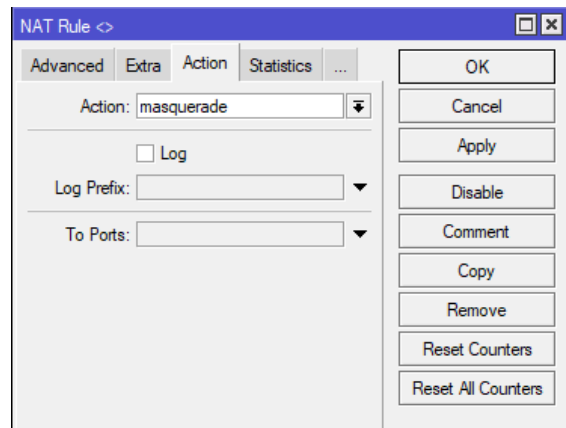 NAT Rule <>
Advanced Extra Action Statistics ...
Action: masquerade
Log
Log Prefix:
To Ports:
OK
Cancel
Apply
Disable
Comment
Copy
Remove
Reset Counters
Reset All Counters